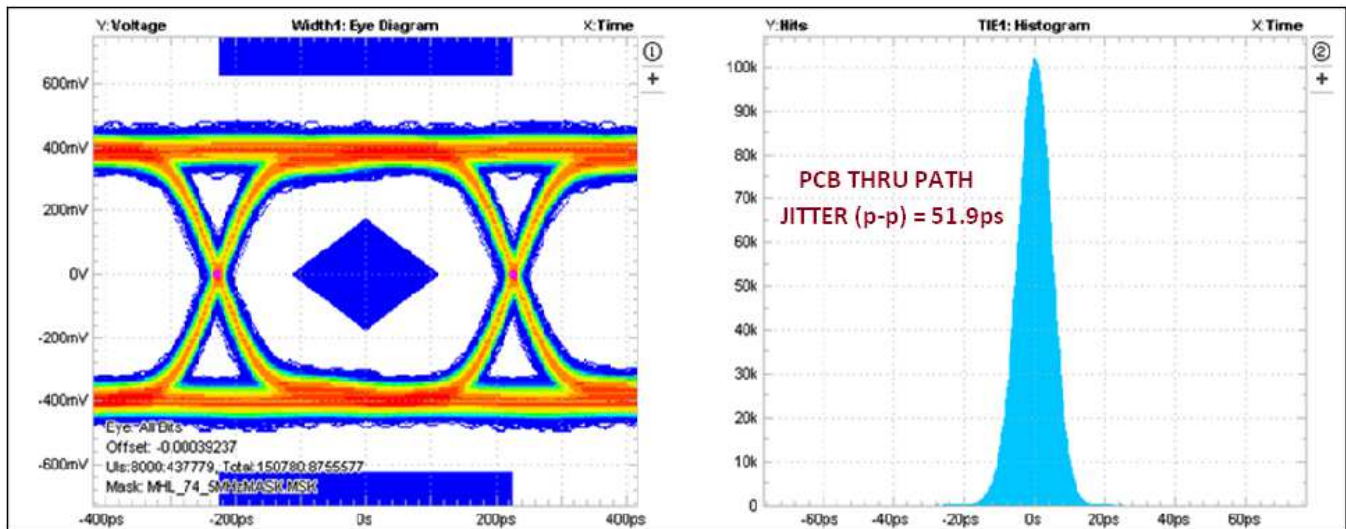 Y:Voltage Width1: Eye Diagram X:Time
①
+
600mV
400mV
200mV
0V
-200mV
-400mV
-600mV
Eye: All Bits
Offset: -0.00039237
UIs:8000:437779, Total:150780:8755577
Mask: MHL_74_5MHzMASK.MSK
-400ps -200ps 0s 200ps 400ps
Y:Hits TIE1: Histogram X:Time
②
+
100k
90k
80k
70k
60k
50k
40k
30k
20k
10k
0
PCB THRU PATH
JITTER (p-p) = 51.9ps
-60ps -40ps -20ps 0s 20ps 40ps 60ps